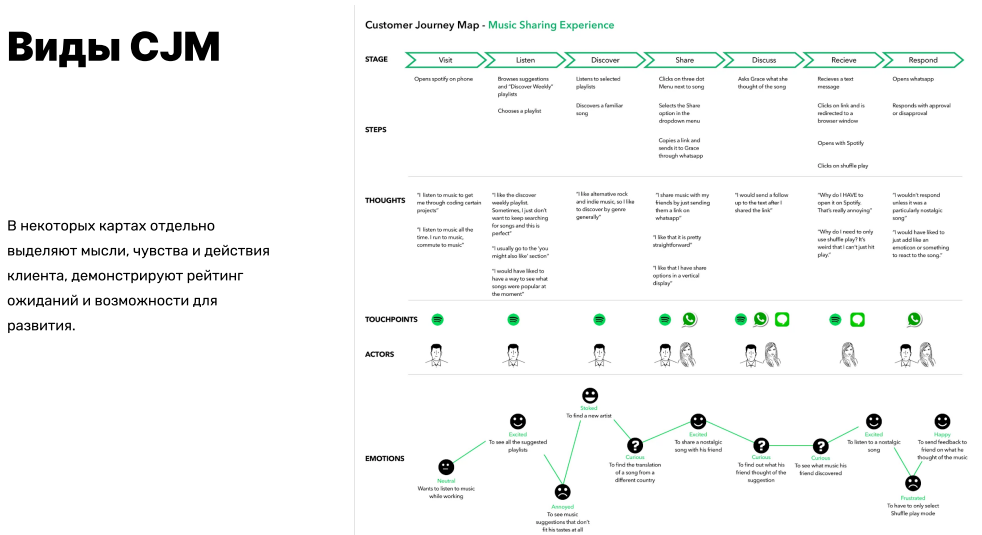 Виды CJM
В некоторых картах отдельно
выделяют мысли, чувства и действия
клиента, демонстрируют рейтинг
ожиданий и возможности для
развития.
Customer Journey Map - Music Sharing Experience
STAGE
Visit
Listen
Discover
Share
Discuss
Recieve
Respond
STEPS
Opens spotify on phone
Browses suggestions
and "Discover Weekly"
playlists
Chooses a playlist
Listens to selected
playlists
Discovers a familiar
song
Clicks on three dot
Menu next to song
Selects the Share
option in the
dropdown menu
Copies a link and
sends it to Grace
through whatsapp
Asks Grace what she
thought of the song
Recieves a text
message
Clicks on link and is
redirected to a
browser window
Opens with Spotify
Clicks on shuffle play
Opens whatsapp
Responds with approval
or disapproval
THOUGHTS
"I listen to music to get
me through coding certain
projects"
"I listen to music all the
time. I run to music,
commute to music"
"I like the discover
weekly playlist.
Sometimes, I just don't
want to keep searching
for songs and this is
perfect"
"I usually go to the 'you
might also like' section"
"I would have liked to
have a way to see what
songs were popular at
the moment"
"I like alternative rock
and indie music, so I like
to discover by genre
generally"
"I share music with my
friends by just sending
them a link on
whatsapp"
"I like that it is pretty
straightforward"
"I like that I have share
options in a vertical
display"
"I would send a follow
up to the text after I
shared the link"
"Why do I HAVE to
open it on Spotify.
That's really annoying"
"Why do I need to only
use shuffle play? It's
weird that I can't just hit
play."
"I wouldn't respond
unless it was a
particularly nostalgic
song"
"I would have liked to
just add like an
emoticon or something
to react to the song."
TOUCHPOINTS
ACTORS
EMOTIONS
Neutral
Wants to listen to music
while working
Excited
To see all the suggested
playlists
Annoyed
To see music
suggestions that don't
fit his tastes at all
Stoked
To find a new artist
Curious
To find the translation
of a song from a
different country
Excited
To share a nostalgic
song with his friend
Curious
To find out what his
friend thought of the
suggestion
Curious
To see what music his
friend discovered
Excited
To listen to a nostalgic
song
Frustrated
To have to only select
Shuffle play mode
Happy
To send feedback to
friend on what he
thought of the music